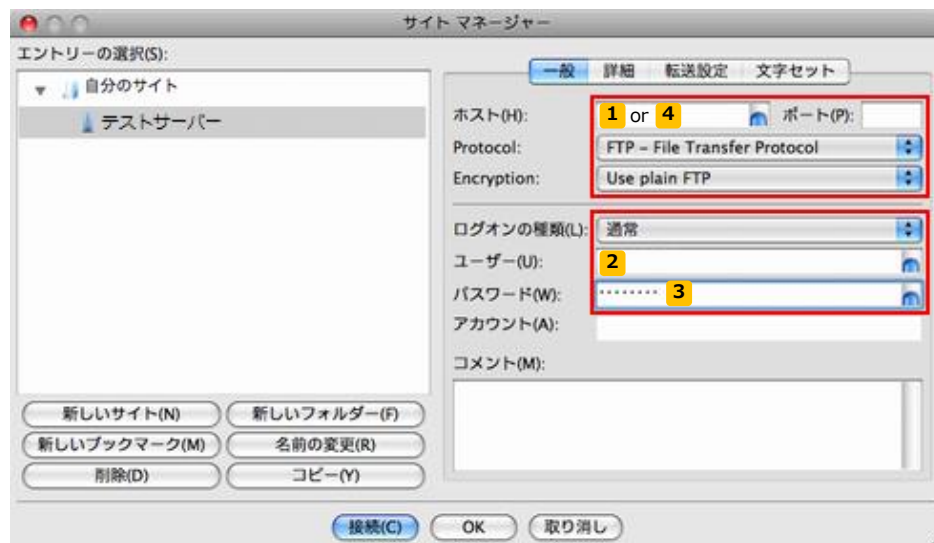 サイト マネージャー
エントリーの選択(S):
自分のサイト
テストサーバー
新しいサイト(N) 新しいフォルダー(F)
新しいブックマーク(M) 名前の変更(R)
削除(D) コピー(Y)
一般 詳細 転送設定 文字セット
ホスト(H): 1 or 4 ポート(P):
Protocol: FTP – File Transfer Protocol
Encryption: Use plain FTP
ログオンの種類(L): 通常
ユーザー(U): 2
パスワード(W): ········ 3
アカウント(A):
コメント(M):
接続(C) OK 取り消し